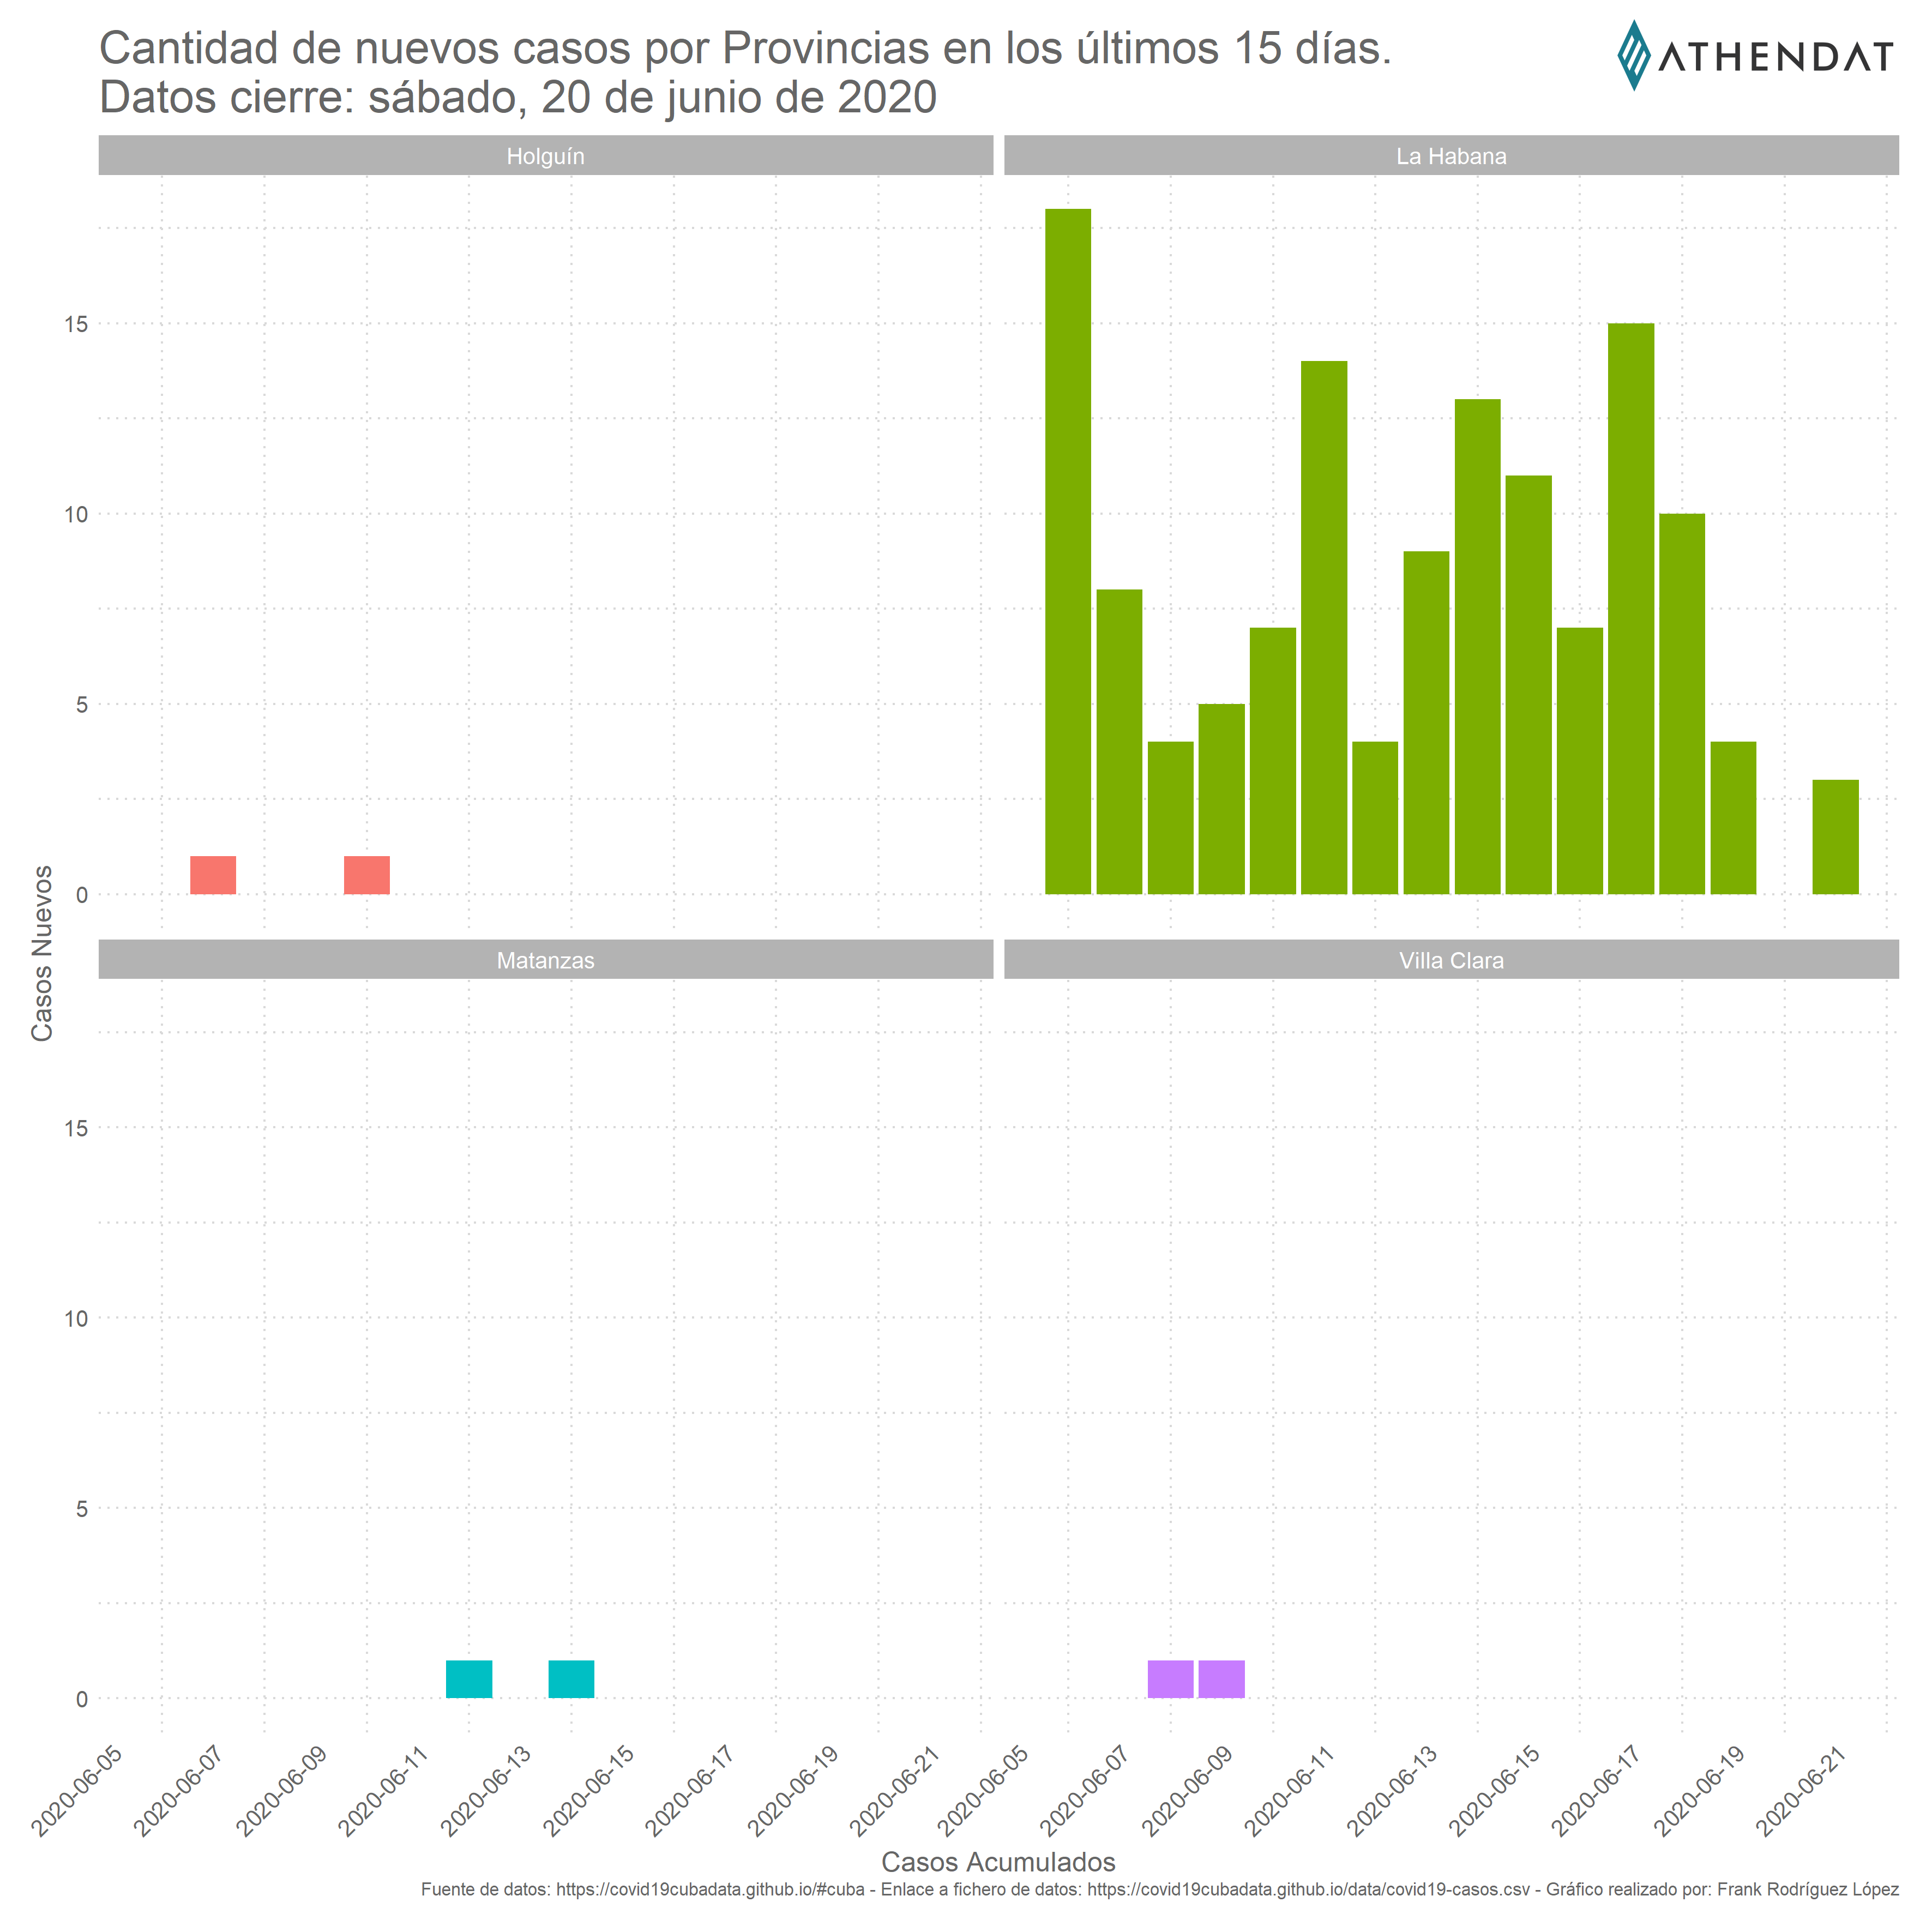 Cantidad de nuevos casos por Provincias en los últimos 15 días.
Datos cierre: sábado, 20 de junio de 2020
ATHENDAT
Holguín
La Habana
15
10
5
0
Casos Nuevos
Matanzas
Villa Clara
15
10
5
0
2020-06-05
2020-06-07
2020-06-09
2020-06-11
2020-06-13
2020-06-15
2020-06-17
2020-06-19
2020-06-21
2020-06-05
2020-06-07
2020-06-09
2020-06-11
2020-06-13
2020-06-15
2020-06-17
2020-06-19
2020-06-21
Casos Acumulados
Fuente de datos: https://covid19cubadata.github.io/#cuba - Enlace a fichero de datos: https://covid19cubadata.github.io/data/covid19-casos.csv - Gráfico realizado por: Frank Rodríguez López